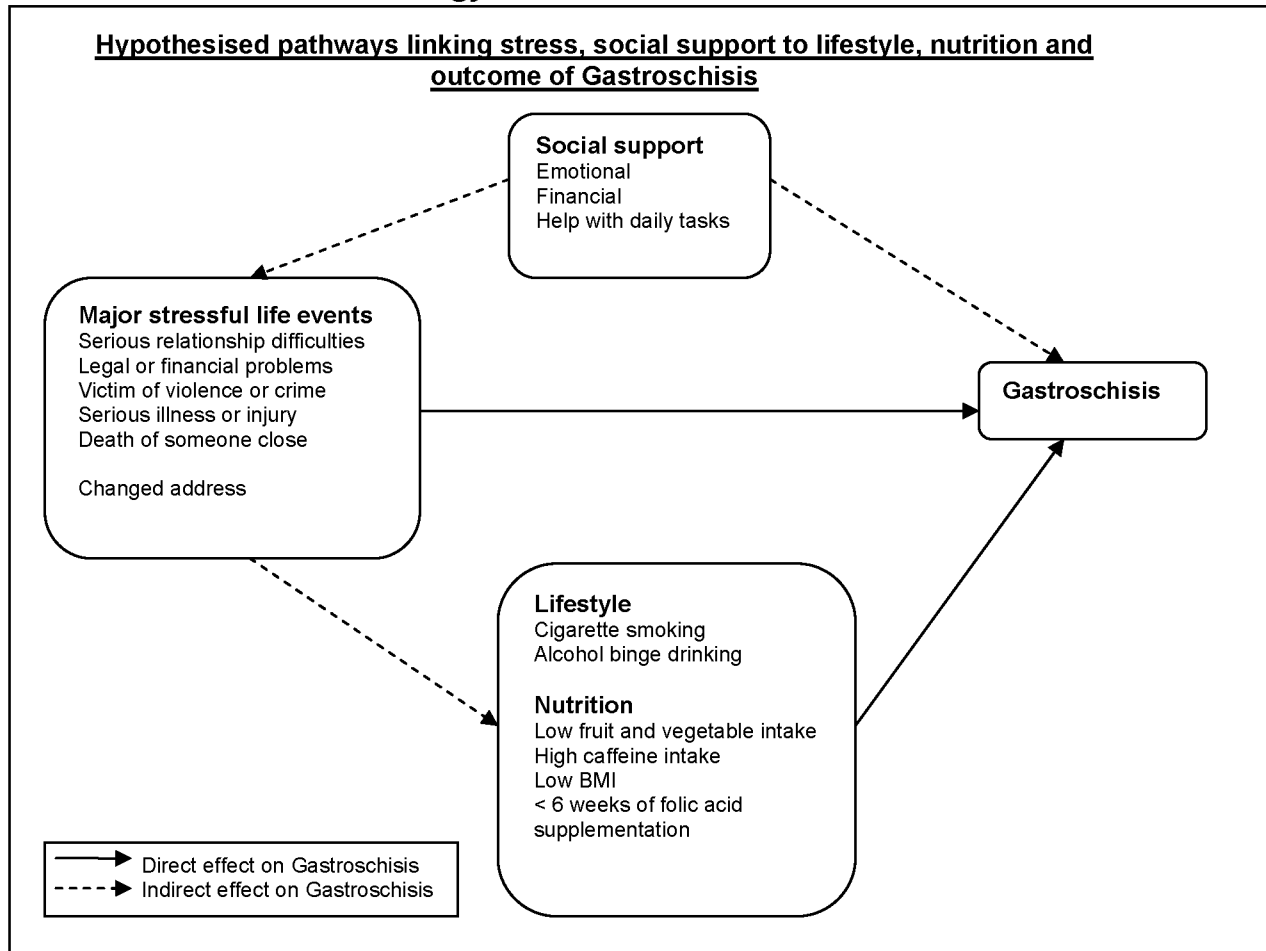 Hypothesised pathways linking stress, social support to lifestyle, nutrition and
outcome of Gastroschisis
Social support
Emotional
Financial
Help with daily tasks
Major stressful life events
Serious relationship difficulties
Legal or financial problems
Victim of violence or crime
Serious illness or injury
Death of someone close
Changed address
Gastroschisis
Lifestyle
Cigarette smoking
Alcohol binge drinking
Nutrition
Low fruit and vegetable intake
High caffeine intake
Low BMI
< 6 weeks of folic acid
supplementation
Direct effect on Gastroschisis
Indirect effect on Gastroschisis